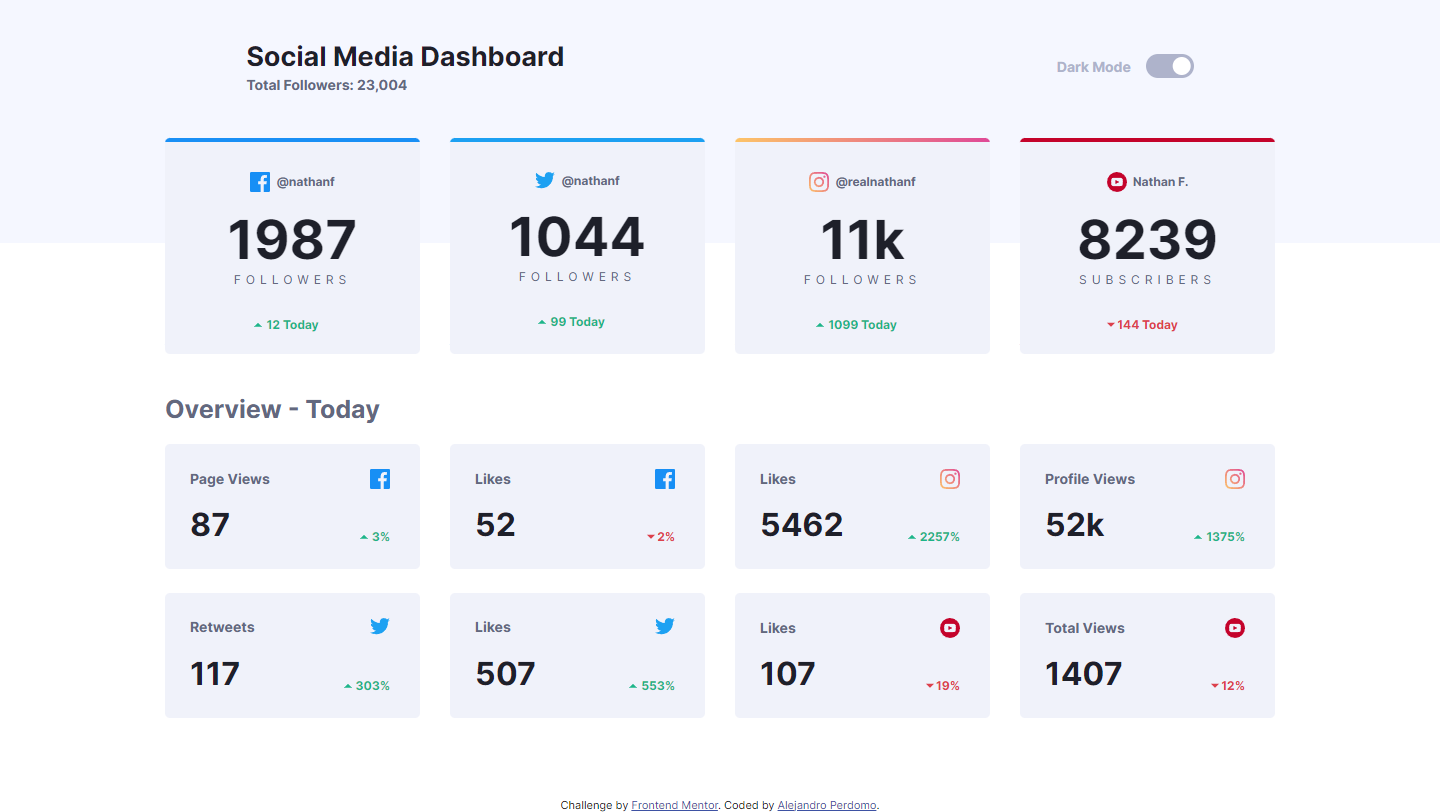 Social Media Dashboard
Total Followers: 23,004
Dark Mode
@nathanf
1987
FOLLOWERS
12 Today
@nathanf
1044
FOLLOWERS
99 Today
@realnathanf
11k
FOLLOWERS
1099 Today
Nathan F.
8239
SUBSCRIBERS
144 Today
Overview - Today
Page Views
87
3%
Likes
52
2%
Likes
5462
2257%
Profile Views
52k
1375%
Retweets
117
303%
Likes
507
553%
Likes
107
19%
Total Views
1407
12%
Challenge by Frontend Mentor. Coded by Alejandro Perdomo.